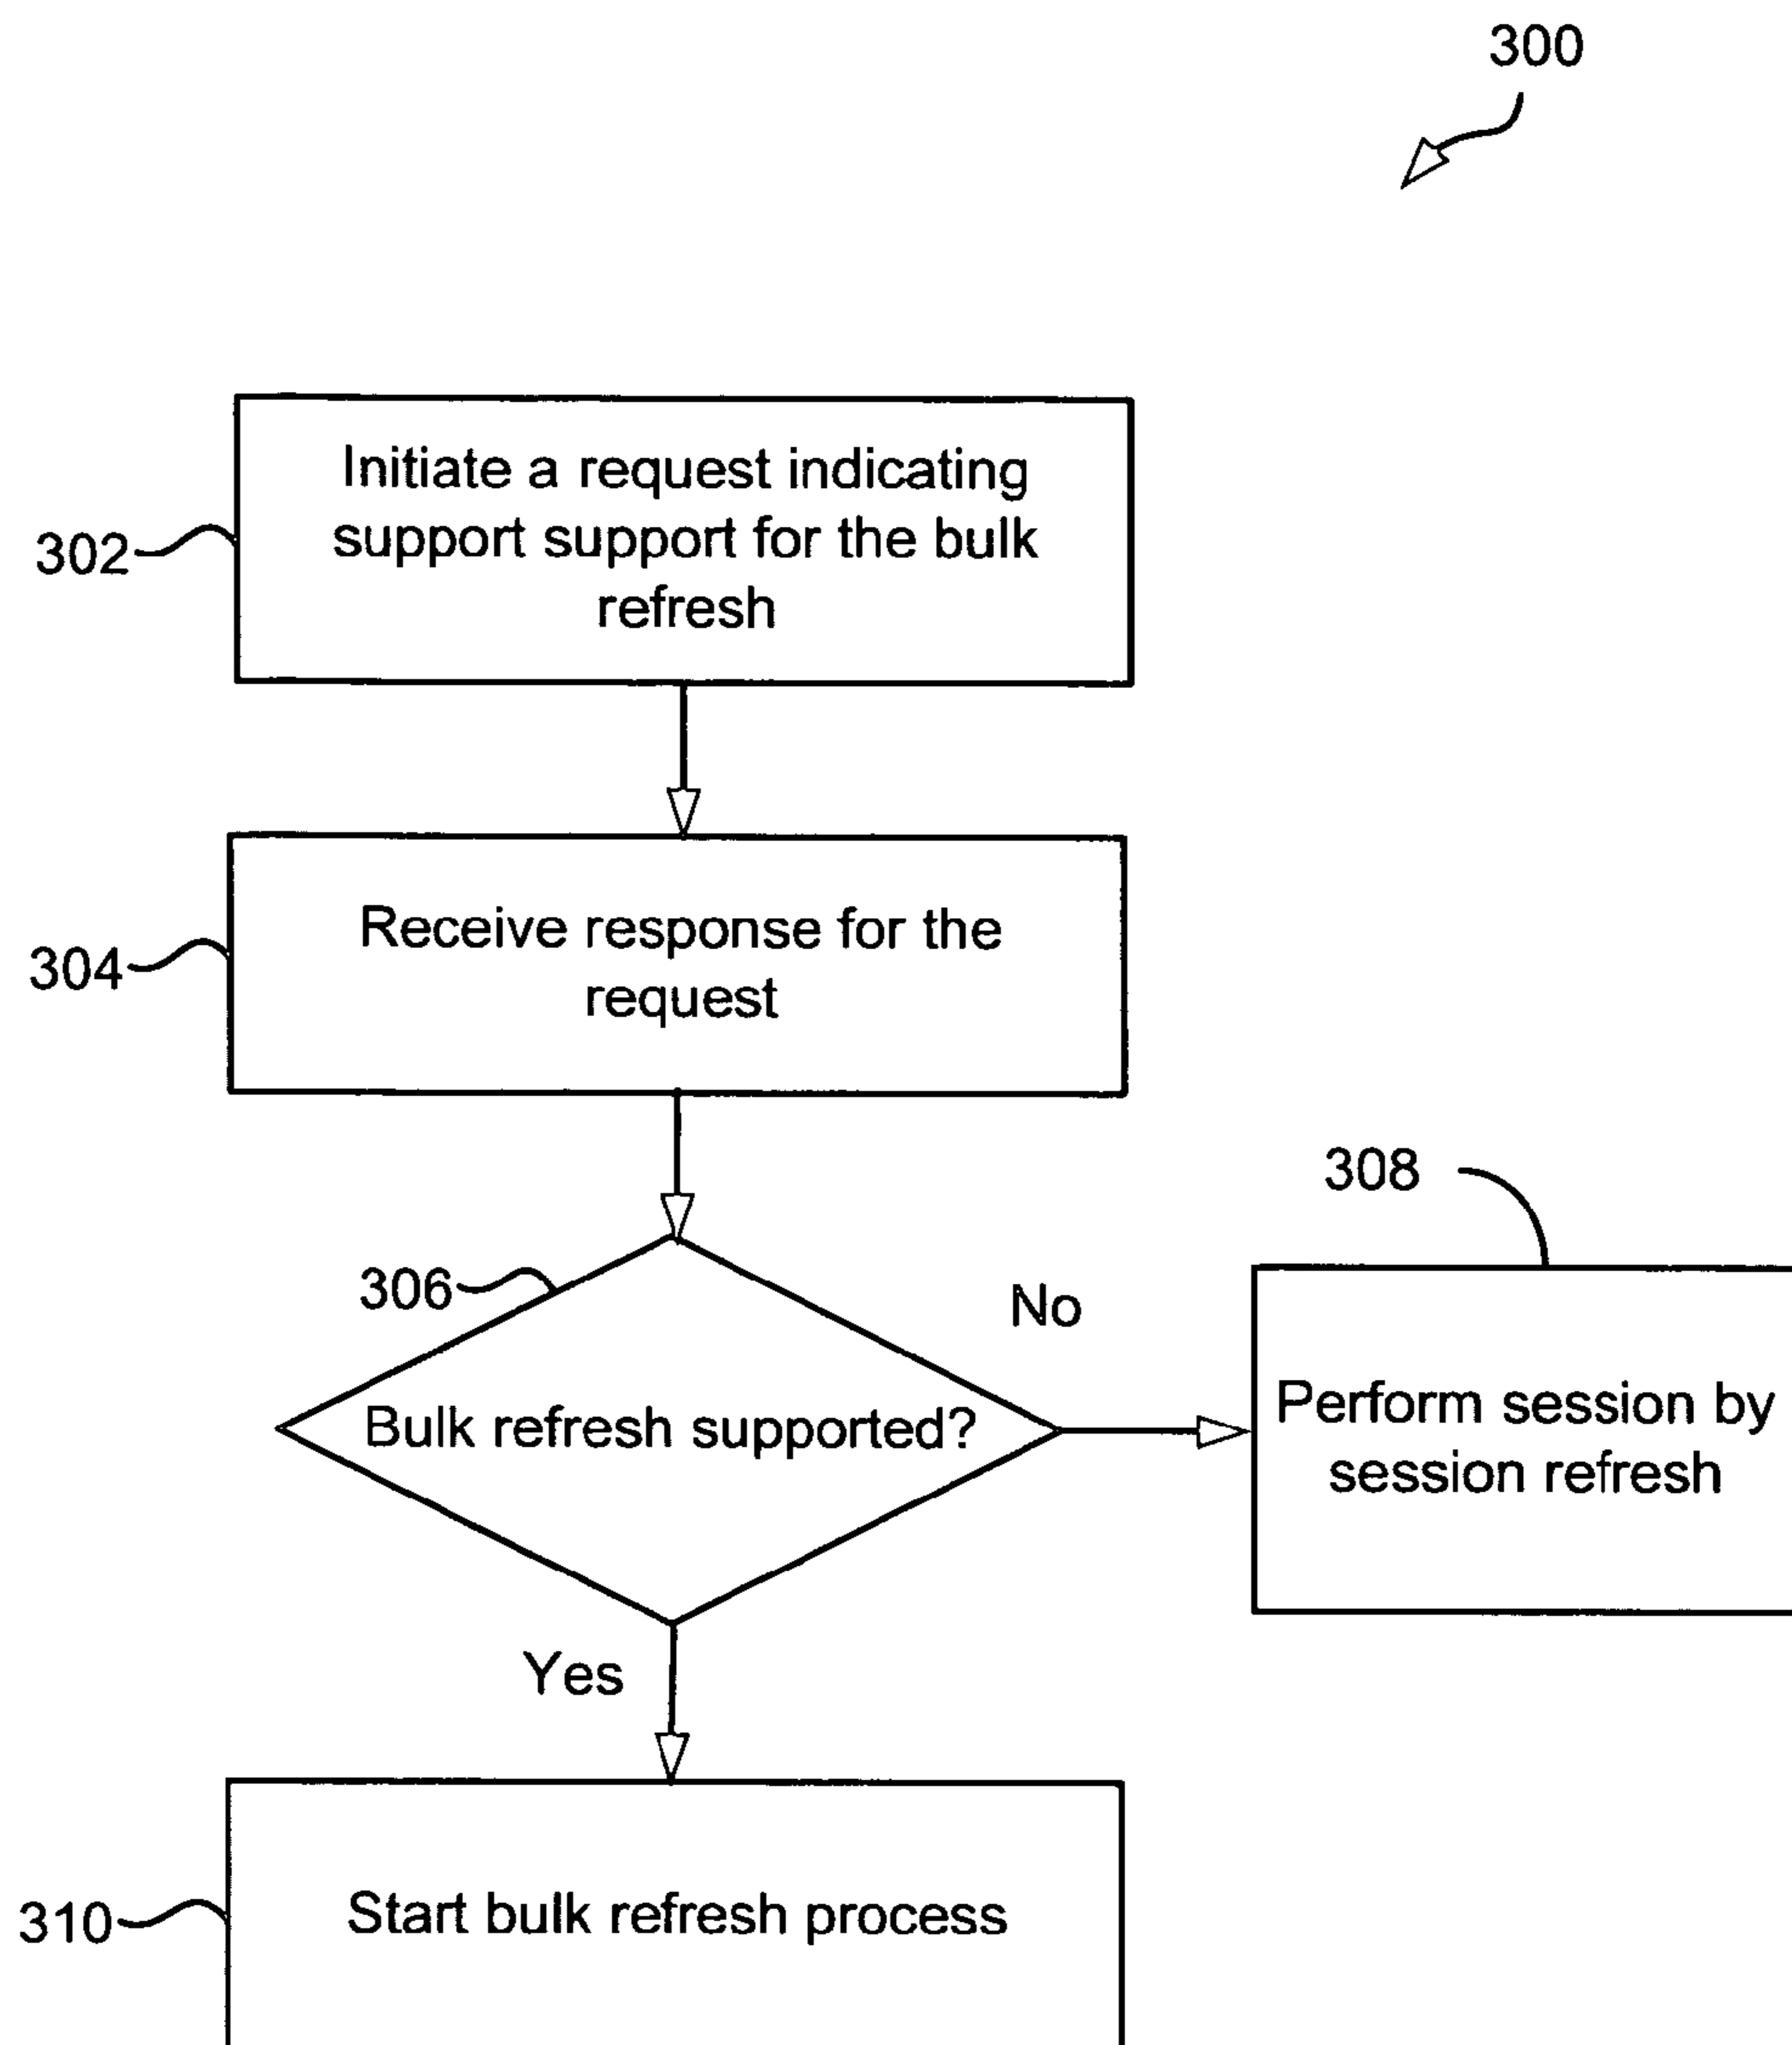 300
Initiate a request indicating
support support for the bulk
refresh
302
Receive response for the
request
304
308
306
No
Bulk refresh supported?
Perform session by
session refresh
Yes
Start bulk refresh process
310